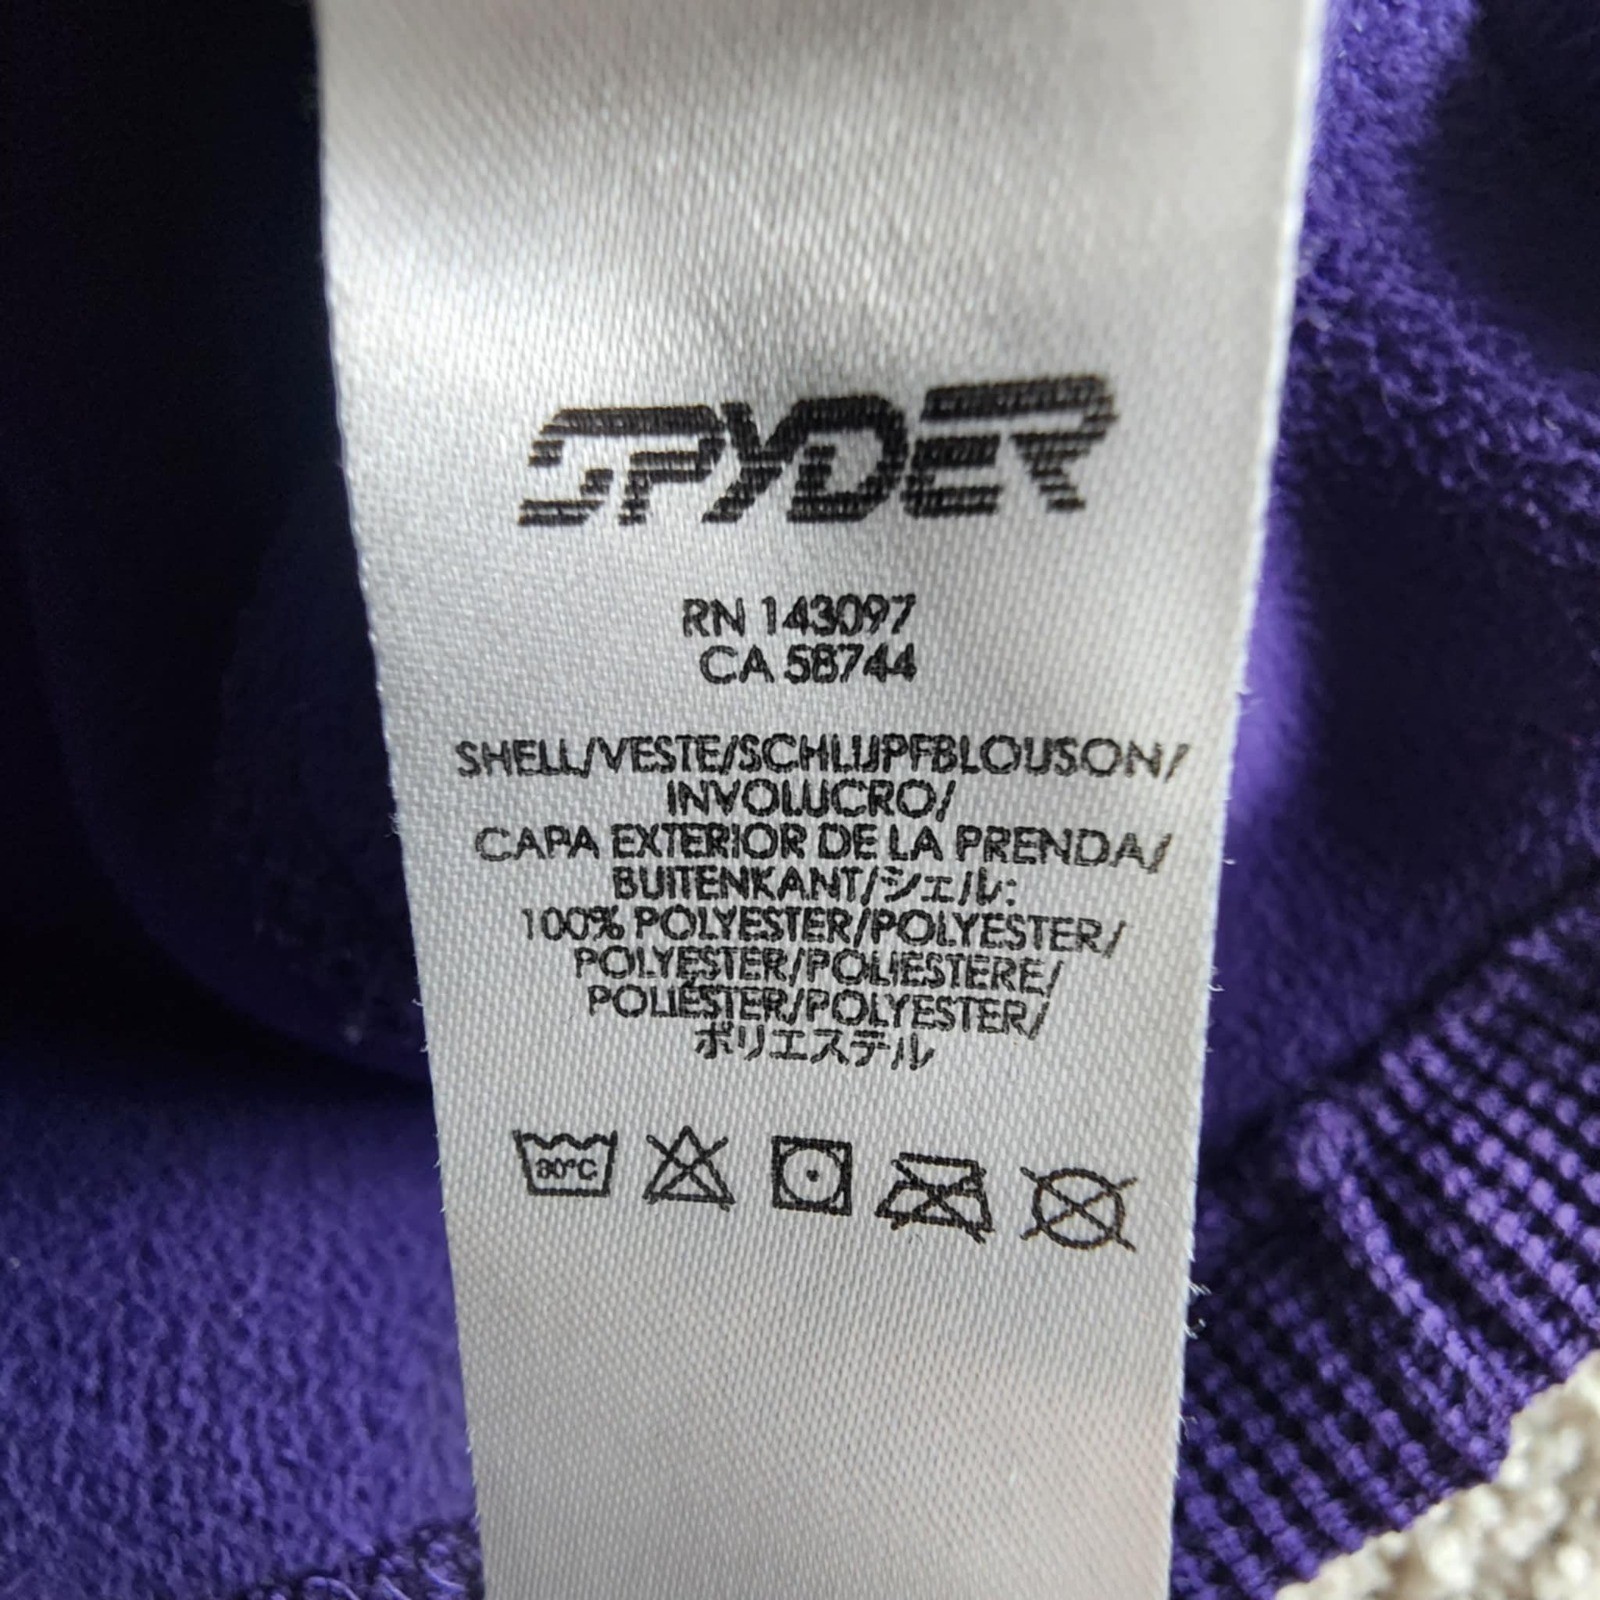 SPYDER
RN 143097
CA 58744
SHELL/VESTE/SCHLUPFBLOUSON/
INVOLUCRO/
CAPA EXTERIOR DE LA PRENDA/
BUITENKANT/シェル:
100% POLYESTER/POLYESTER/
POLYESTER/POLIESTERE/
POLIÉSTER/POLYESTER/
ポリエステル
30°C